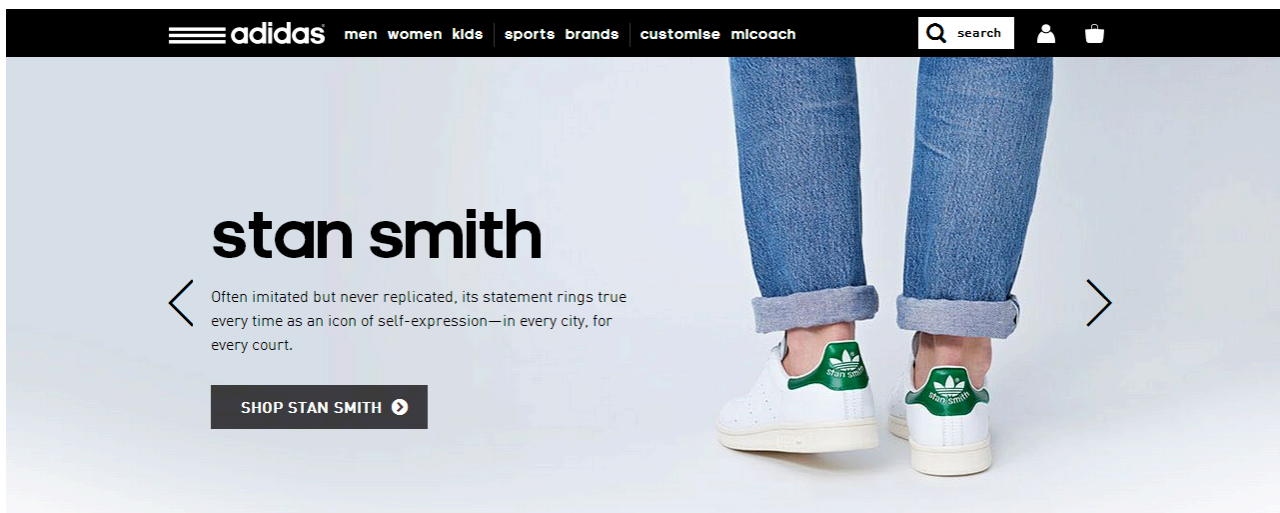 adidas men women kids sports brands customise micoach search
stan smith
Often imitated but never replicated, its statement rings true
every time as an icon of self-expression—in every city, for
every court.
SHOP STAN SMITH
stan smith
stan smith